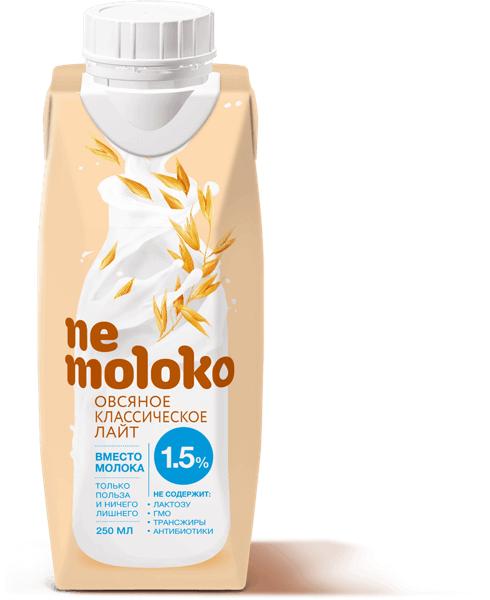 ne
moloko
ОВСЯНОЕ
КЛАССИЧЕСКОЕ
ЛАЙТ
ВМЕСТО
МОЛОКА
1.5%
ТОЛЬКО
ПОЛЬЗА
И НИЧЕГО
ЛИШНЕГО
250 МЛ
НЕ СОДЕРЖИТ:
• ЛАКТОЗУ
• ГМО
• ТРАНСЖИРЫ
• АНТИБИОТИКИ